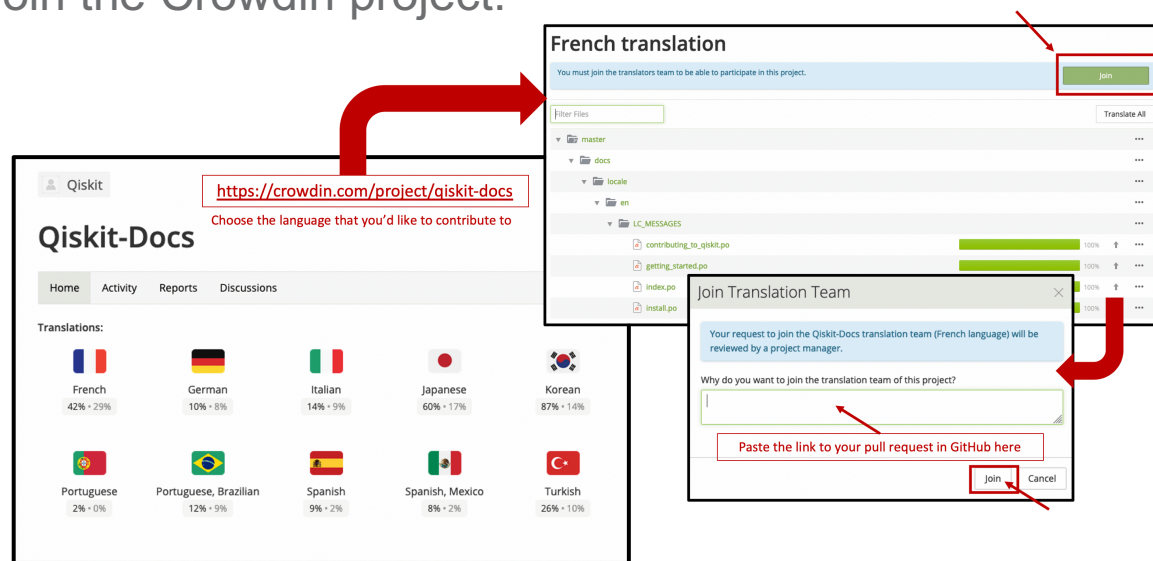 oin the Crowdin project.
Qiskit
https://crowdin.com/project/qiskit-docs
Choose the language that you'd like to contribute to
Qiskit-Docs
Home Activity Reports Discussions
Translations:
French German Italian Japanese Korean
42% • 29% 10% • 8% 14% • 9% 60% • 17% 87% • 14%
Portuguese Portuguese, Brazilian Spanish Spanish, Mexico Turkish
2% • 0% 12% • 9% 9% • 2% 8% • 2% 26% • 10%
French translation
You must join the translators team to be able to participate in this project. Join
Filter Files Translate All
master
docs
locale
en
LC_MESSAGES
contributing_to_qiskit.po 100%
getting_started.po 100%
index.po 100%
install.po 100%
Join Translation Team
Your request to join the Qiskit-Docs translation team (French language) will be
reviewed by a project manager.
Why do you want to join the translation team of this project?
Paste the link to your pull request in GitHub here
Join Cancel